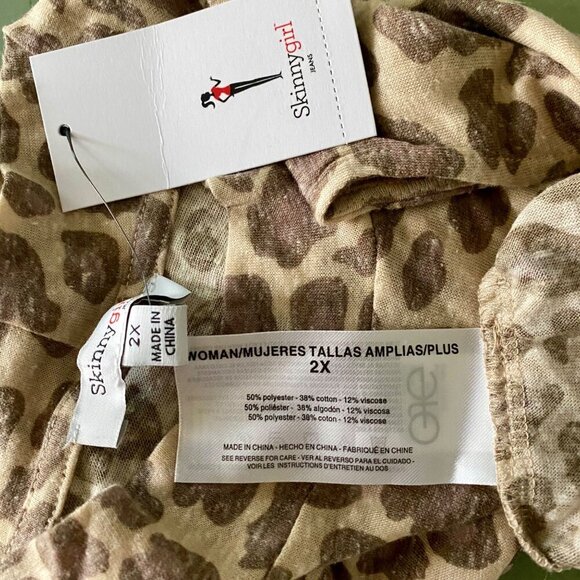 Skinnygirl
JEANS
Skinnygirl
2X
MADE IN
CHINA
WOMAN/MUJERES TALLAS AMPLIAS/PLUS
2X
50% polyester - 38% cotton - 12% viscose
50% poliéster - 38% algodón - 12% viscosa
50% polyester - 38% coton - 12% viscose
MADE IN CHINA - HECHO EN CHINA - FABRIQUÉ EN CHINE
SEE REVERSE FOR CARE - VER AL REVERSO PARA EL CUIDADO -
VOIR LES INSTRUCTIONS D'ENTRETIEN AU DOS